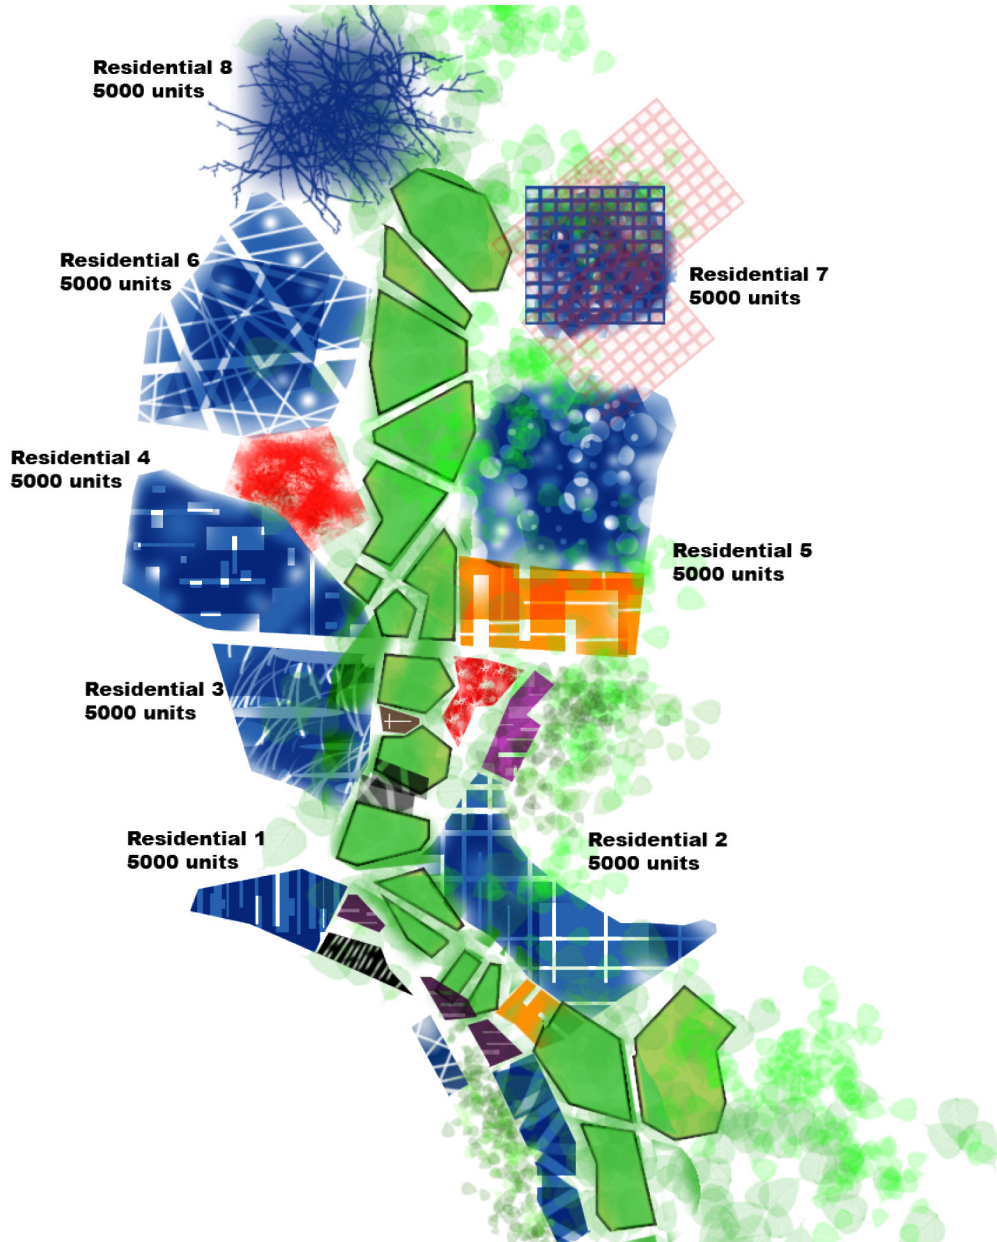 Residential 8
5000 units
Residential 6
5000 units
Residential 7
5000 units
Residential 4
5000 units
Residential 5
5000 units
Residential 3
5000 units
Residential 1
5000 units
Residential 2
5000 units